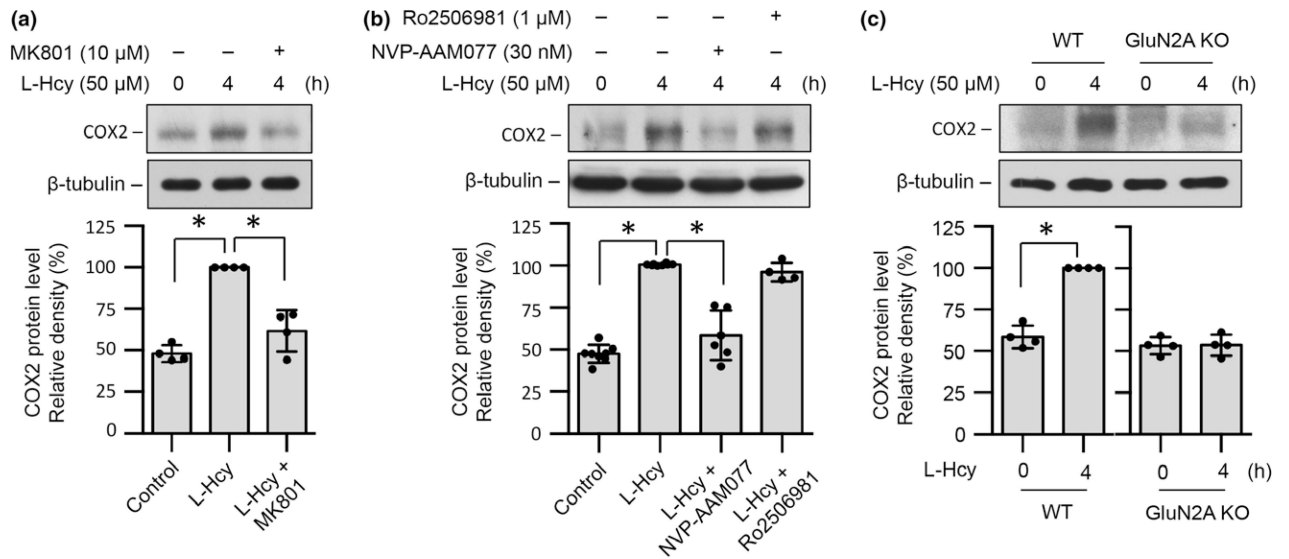 (a)
MK801 (10 µM) – – +
L-Hcy (50 µM) 0 4 4 (h)
COX2 –
β-tubulin –
COX2 protein level
Relative density (%)
125
100
75
50
25
0
* *
Control
L-Hcy
L-Hcy +
MK801
(b)
Ro2506981 (1 µM) – – – +
NVP-AAM077 (30 nM) – – + –
L-Hcy (50 µM) 0 4 4 4 (h)
COX2 –
β-tubulin –
COX2 protein level
Relative density (%)
125
100
75
50
25
0
* *
Control
L-Hcy
L-Hcy +
NVP-AAM077
L-Hcy +
Ro2506981
(c)
WT GluN2A KO
L-Hcy (50 µM) 0 4 0 4 (h)
COX2 –
β-tubulin –
COX2 protein level
Relative density (%)
125
100
75
50
25
0
*
L-Hcy 0 4 0 4 (h)
WT GluN2A KO